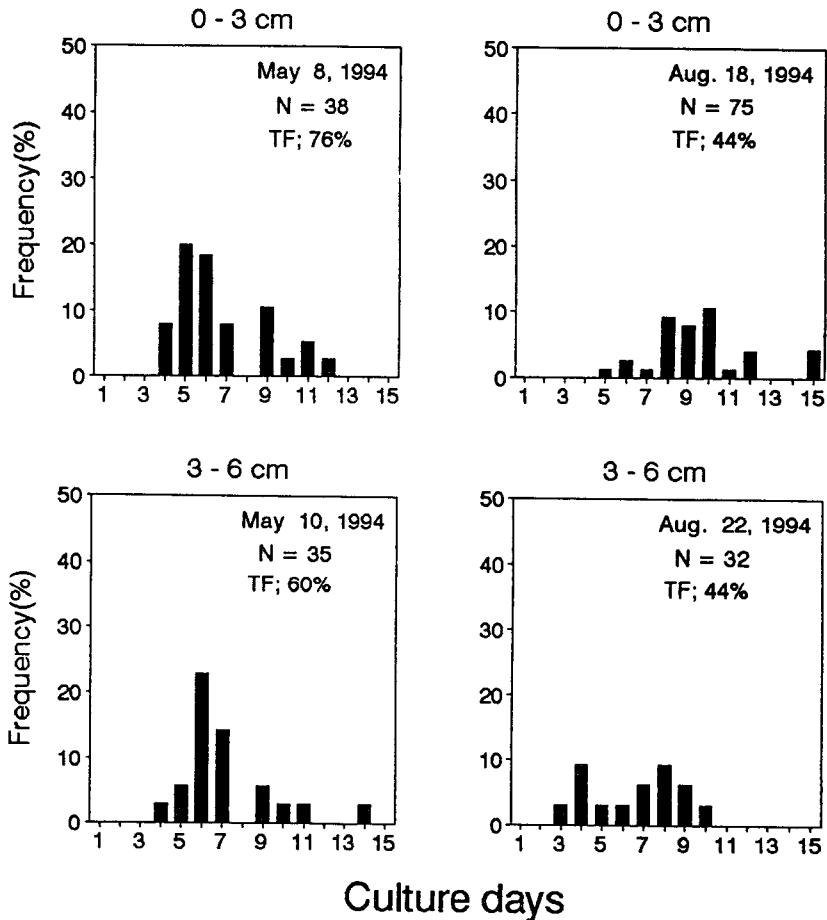 0 - 3 cm
50
40
30
20
10
0
Frequency(%)
May 8, 1994
N = 38
TF; 76%
1 3 5 7 9 11 13 15
0 - 3 cm
50
40
30
20
10
0
Aug. 18, 1994
N = 75
TF; 44%
1 3 5 7 9 11 13 15
3 - 6 cm
50
40
30
20
10
0
Frequency(%)
May 10, 1994
N = 35
TF; 60%
1 3 5 7 9 11 13 15
3 - 6 cm
50
40
30
20
10
0
Aug. 22, 1994
N = 32
TF; 44%
1 3 5 7 9 11 13 15
Culture days